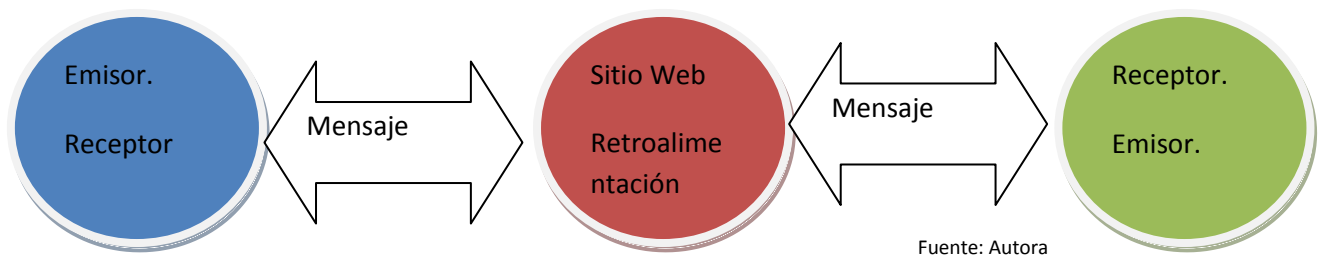 Emisor.
Receptor
Mensaje
Sitio Web
Retroalime
ntación
Mensaje
Receptor.
Emisor.
Fuente: Autora